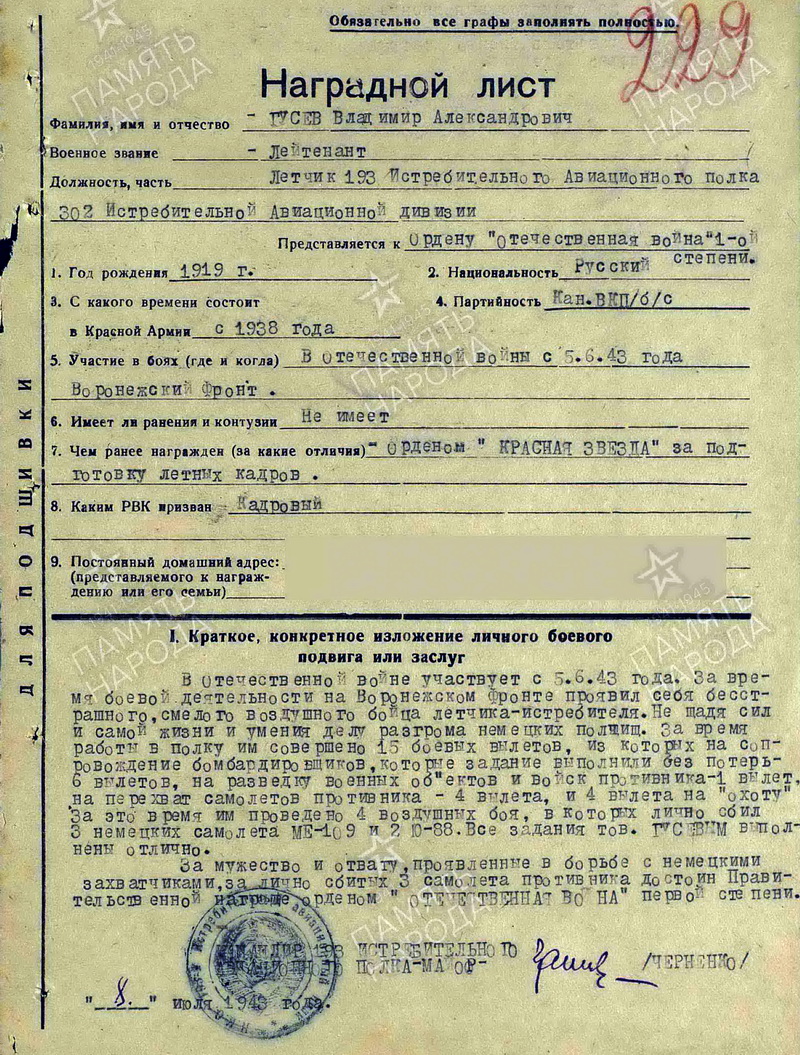 Обязательно все графы заполнять полностью.
229
Наградной лист
Фамилия, имя и отчество - ГУСЕВ Владимир Александрович
Военное звание - Лейтенант
Должность, часть Летчик 193 Истребительного Авиационного полка
302 Истребительной Авиационной дивизии
Представляется к Ордену "Отечественная война"1-ой
степени.
1. Год рождения 1919 г. 2. Национальность Русский
3. С какого времени состоит 4. Партийность Кан.ВКП/б/с
в Красной Армии с 1938 года
5. Участие в боях (где и когда) В отечественной войны с 5.6.43 года
Воронежский Фронт .
6. Имеет ли ранения и контузии Не имеет
7. Чем ранее награжден (за какие отличия)- Орденом " КРАСНАЯ ЗВЕЗДА" за под-
готовку летных кадров .
8. Каким РВК призван - Кадровый
9. Постоянный домашний адрес:
(представляемого к награж-
дению или его семьи)
ДЛЯ ПОДШИВКИ
I. Краткое, конкретное изложение личного боевого
подвига или заслуг
В Отечественной войне участвует с 5.6.43 года. За вре-
мя боевой деятельности на Воронежском Фронте проявил себя бесст-
рашного,смелого воздушного бойца летчика-истребителя.Не щадя сил
и самой жизни и умения делу разгрома немецких полчищ. За время
работы в полку им совершено 15 боевых вылетов, из которых на соп-
ровождение бомбардировщиков,которые задание выполнили без потерь-
6 вылетов, на разведку военных об"ектов и войск противника-1 вылет,
на перехват самолетов противника - 4 вылета, и 4 вылета на "охоту"
За это время им проведено 4 воздушных боя, в которых лично сбил
3 немецких самолета МЕ-109 и 2 Ю-88.Все задания тов. ГУСЕВЫМ выпол-
нены отлично.
За мужество и отвагу,проявленные в борьбе с немецкими
захватчиками,за лично сбитых 3 самолета противника достоин Прави-
тельственной награде орденом " ОТЕЧЕСТВЕННАЯ ВО НА" первой степени.
КОМАНДИР 193 ИСТРЕБИТЕЛЬНОГО
АВИАЦИОННОГО ПОЛКА-МА ОР- /ЧЕРНЕНКО/
" 8. " июля 1943 года.
ПАМЯТЬ НАРОДА
1941-1945